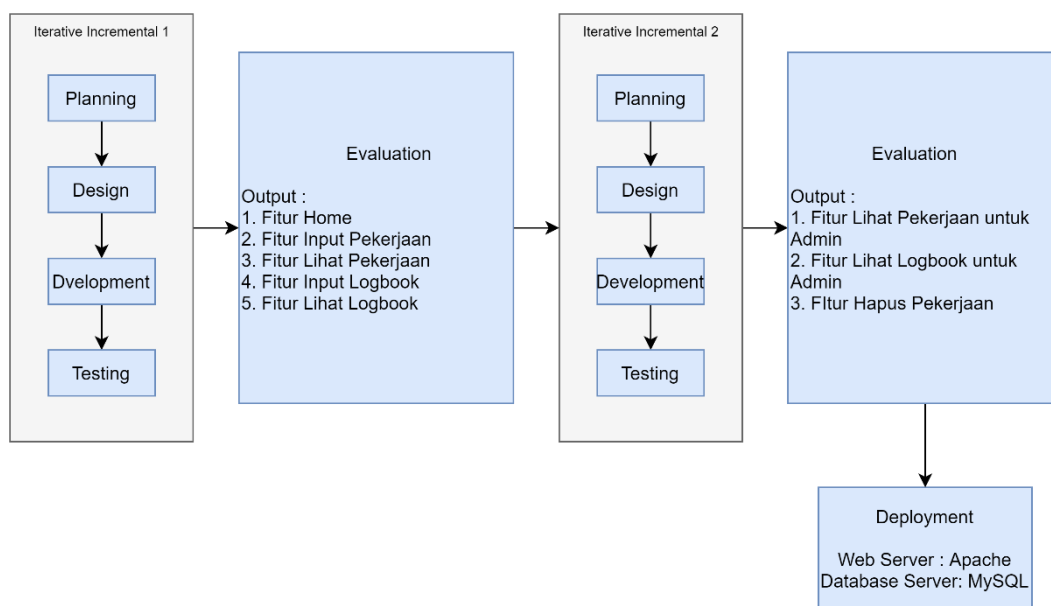 Iterative Incremental 1
Planning
Design
Dvelopment
Testing
Evaluation
Output :
1. Fitur Home
2. Fitur Input Pekerjaan
3. Fitur Lihat Pekerjaan
4. Fitur Input Logbook
5. Fitur Lihat Logbook
Iterative Incremental 2
Planning
Design
Development
Testing
Evaluation
Output :
1. Fitur Lihat Pekerjaan untuk
Admin
2. Fitur Lihat Logbook untuk
Admin
3. FItur Hapus Pekerjaan
Deployment
Web Server : Apache
Database Server: MySQL